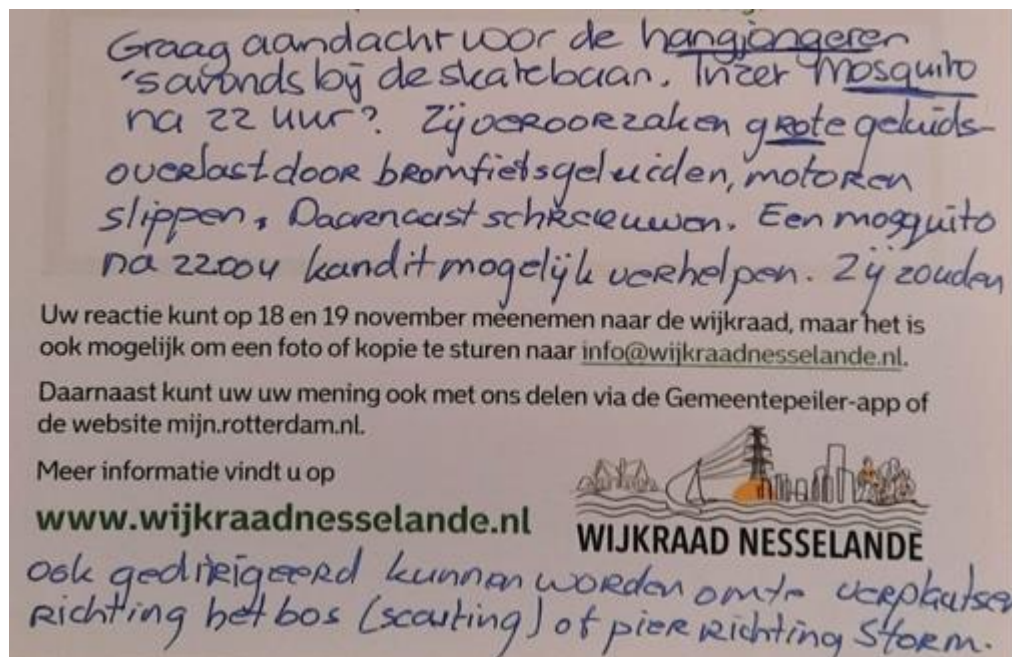 Graag aandacht voor de hangjongeren
's avonds bij de skatebaan. Inzet Mosquito
na 22 uur? Zij veroorzaken grote geluids-
overlast door bromfietsgeluiden, motoren
slippen. Daarnaast schreeuwen. Een mosquito
na 22.00u kan dit mogelijk verhelpen. Zij zouden
Uw reactie kunt op 18 en 19 november meenemen naar de wijkraad, maar het is
ook mogelijk om een foto of kopie te sturen naar info@wijkraadnesselande.nl.
Daarnaast kunt uw uw mening ook met ons delen via de Gemeentepeiler-app of
de website mijn.rotterdam.nl.
Meer informatie vindt u op
www.wijkraadnesselande.nl
WIJKRAAD NESSELANDE
ook gedirigeerd kunnen worden om te verplaatsen
richting het bos (scouting) of pier richting Storm.